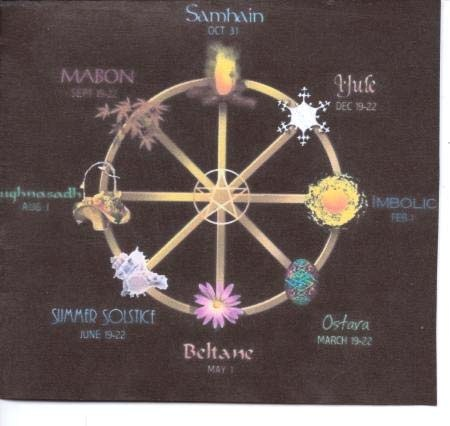 Samhain
OCT 31
Yule
DEC 19-22
IMBOLIC
FEB 1
Ostara
MARCH 19-22
Beltane
MAY 1
SUMMER SOLSTICE
JUNE 19-22
ughnasadh
AUG 1
MABON
SEPT 19-22